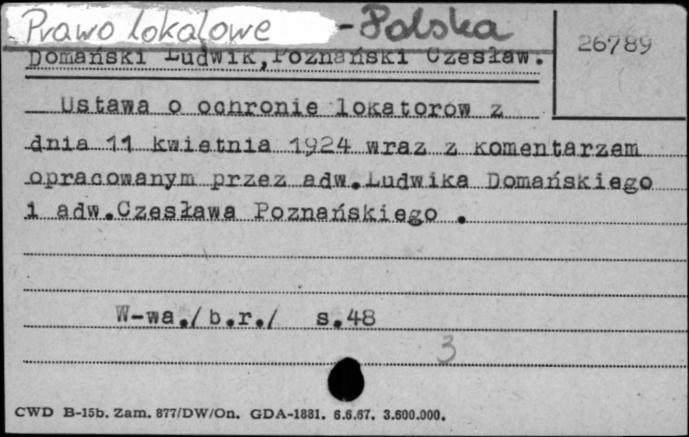 Prawo lokalowe - Polska
26789
Domański Ludwik, Poznański Czesław.
Ustawa o ochronie lokatorów z
dnia 11 kwietnia 1924 wraz z komentarzem
opracowanym przez adw.Ludwika Domańskiego
i adw.Czesława Poznańskiego .
W-wa./b.r./ s.48
3
CWD B-15b. Zam. 877/DW/On. GDA-1881. 6.6.67. 3.600.000.